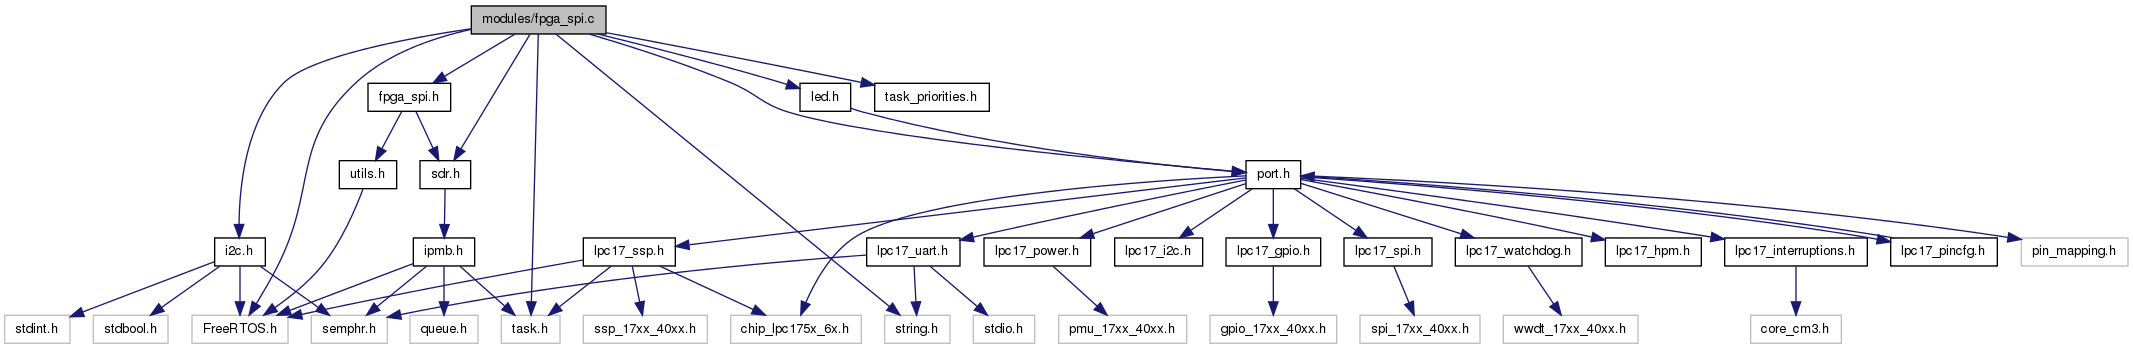 modules/fpga_spi.c
fpga_spi.h
led.h
task_priorities.h
utils.h
sdr.h
port.h
i2c.h
ipmb.h
lpc17_ssp.h
lpc17_uart.h
lpc17_power.h
lpc17_i2c.h
lpc17_gpio.h
lpc17_spi.h
lpc17_watchdog.h
lpc17_hpm.h
lpc17_interruptions.h
lpc17_pincfg.h
pin_mapping.h
stdint.h
stdbool.h
FreeRTOS.h
semphr.h
queue.h
task.h
ssp_17xx_40xx.h
chip_lpc175x_6x.h
string.h
stdio.h
pmu_17xx_40xx.h
gpio_17xx_40xx.h
spi_17xx_40xx.h
wwdt_17xx_40xx.h
core_cm3.h